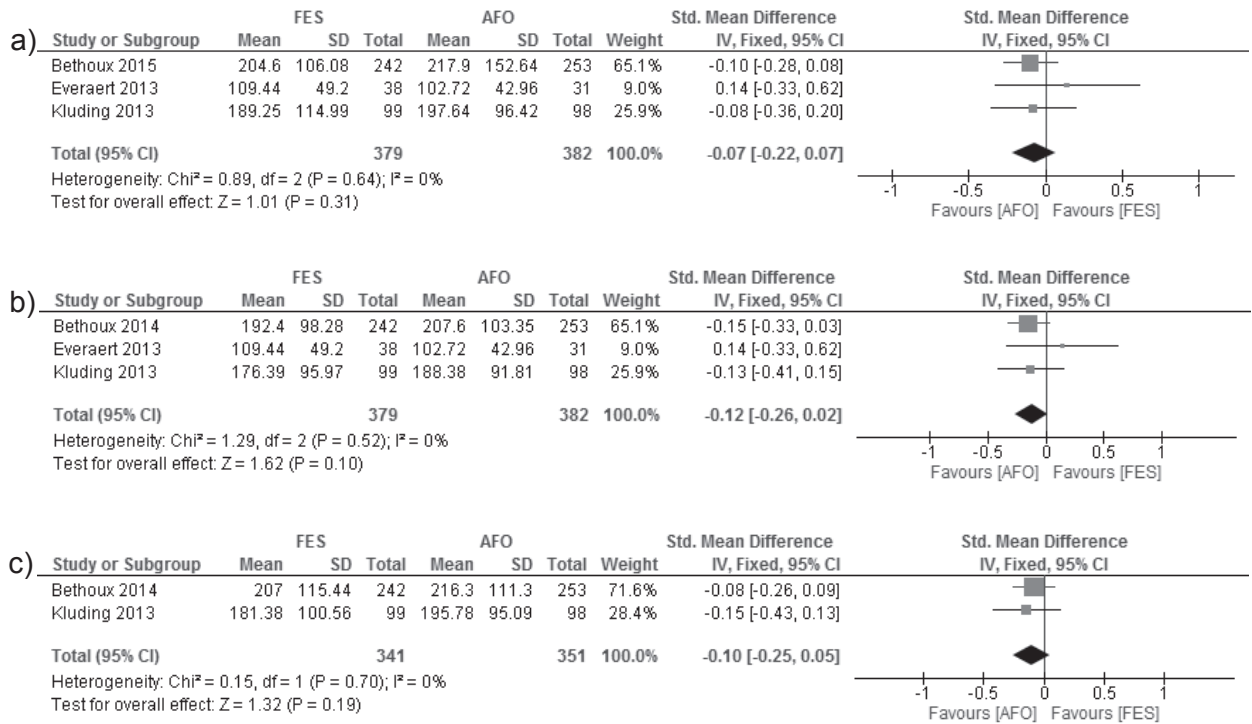 FES AFO Std. Mean Difference Std. Mean Difference
a) Study or Subgroup Mean SD Total Mean SD Total Weight IV, Fixed, 95% CI IV, Fixed, 95% CI
Bethoux 2015 204.6 106.08 242 217.9 152.64 253 65.1% -0.10 [-0.28, 0.08]
Everaert 2013 109.44 49.2 38 102.72 42.96 31 9.0% 0.14 [-0.33, 0.62]
Kluding 2013 189.25 114.99 99 197.64 96.42 98 25.9% -0.08 [-0.36, 0.20]
Total (95% CI) 379 382 100.0% -0.07 [-0.22, 0.07]
Heterogeneity: Chi² = 0.89, df = 2 (P = 0.64); I² = 0%
Test for overall effect: Z = 1.01 (P = 0.31)
-1 -0.5 0 0.5 1
Favours [AFO] Favours [FES]
FES AFO Std. Mean Difference Std. Mean Difference
b) Study or Subgroup Mean SD Total Mean SD Total Weight IV, Fixed, 95% CI IV, Fixed, 95% CI
Bethoux 2014 192.4 98.28 242 207.6 103.35 253 65.1% -0.15 [-0.33, 0.03]
Everaert 2013 109.44 49.2 38 102.72 42.96 31 9.0% 0.14 [-0.33, 0.62]
Kluding 2013 176.39 95.97 99 188.38 91.81 98 25.9% -0.13 [-0.41, 0.15]
Total (95% CI) 379 382 100.0% -0.12 [-0.26, 0.02]
Heterogeneity: Chi² = 1.29, df = 2 (P = 0.52); I² = 0%
Test for overall effect: Z = 1.62 (P = 0.10)
-1 -0.5 0 0.5 1
Favours [AFO] Favours [FES]
FES AFO Std. Mean Difference Std. Mean Difference
c) Study or Subgroup Mean SD Total Mean SD Total Weight IV, Fixed, 95% CI IV, Fixed, 95% CI
Bethoux 2014 207 115.44 242 216.3 111.3 253 71.6% -0.08 [-0.26, 0.09]
Kluding 2013 181.38 100.56 99 195.78 95.09 98 28.4% -0.15 [-0.43, 0.13]
Total (95% CI) 341 351 100.0% -0.10 [-0.25, 0.05]
Heterogeneity: Chi² = 0.15, df = 1 (P = 0.70); I² = 0%
Test for overall effect: Z = 1.32 (P = 0.19)
-1 -0.5 0 0.5 1
Favours [AFO] Favours [FES]